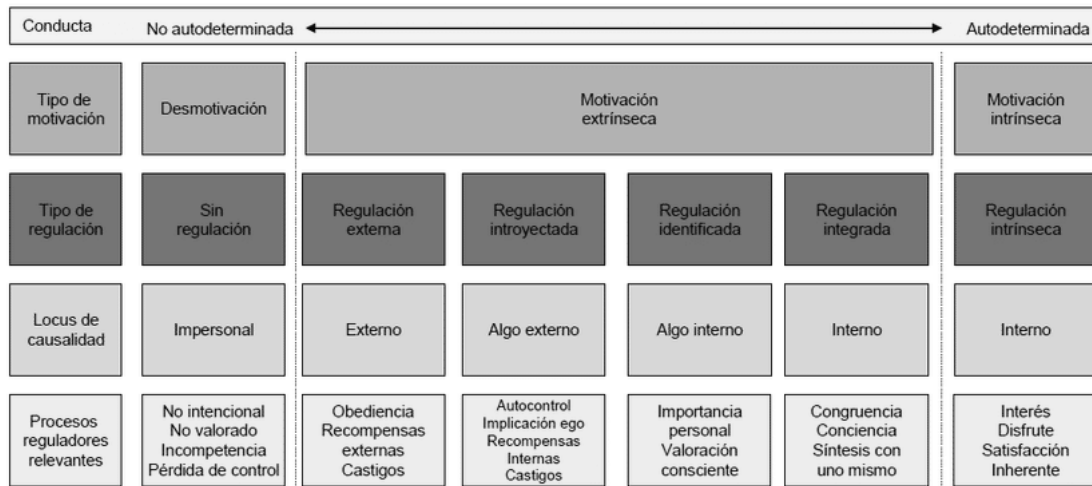 Conducta
No autodeterminada
Autodeterminada
Tipo de
motivación
Desmotivación
Motivación
extrínseca
Motivación
intrínseca
Tipo de
regulación
Sin
regulación
Regulación
externa
Regulación
introyectada
Regulación
identificada
Regulación
integrada
Regulación
intrínseca
Locus de
causalidad
Impersonal
Externo
Algo externo
Algo interno
Interno
Interno
Procesos
reguladores
relevantes
No intencional
No valorado
Incompetencia
Pérdida de control
Obediencia
Recompensas
externas
Castigos
Autocontrol
Implicación ego
Recompensas
Internas
Castigos
Importancia
personal
Valoración
consciente
Congruencia
Conciencia
Síntesis con
uno mismo
Interés
Disfrute
Satisfacción
Inherente